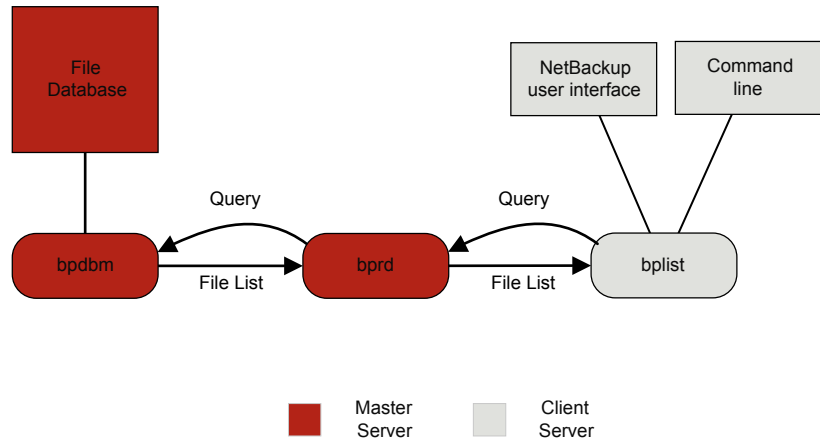 File
Database
NetBackup
user interface
Command
line
Query
Query
bpdbm
bprd
bplist
File List
File List
Master
Server
Client
Server